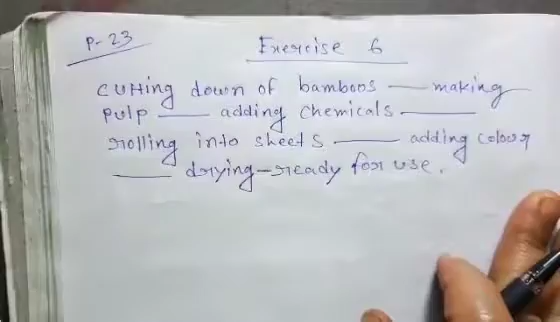 P-23
Exercise 6
cutting down of bamboos — making
pulp — adding chemicals —
rolling into sheets — adding colour
— drying-ready for use.